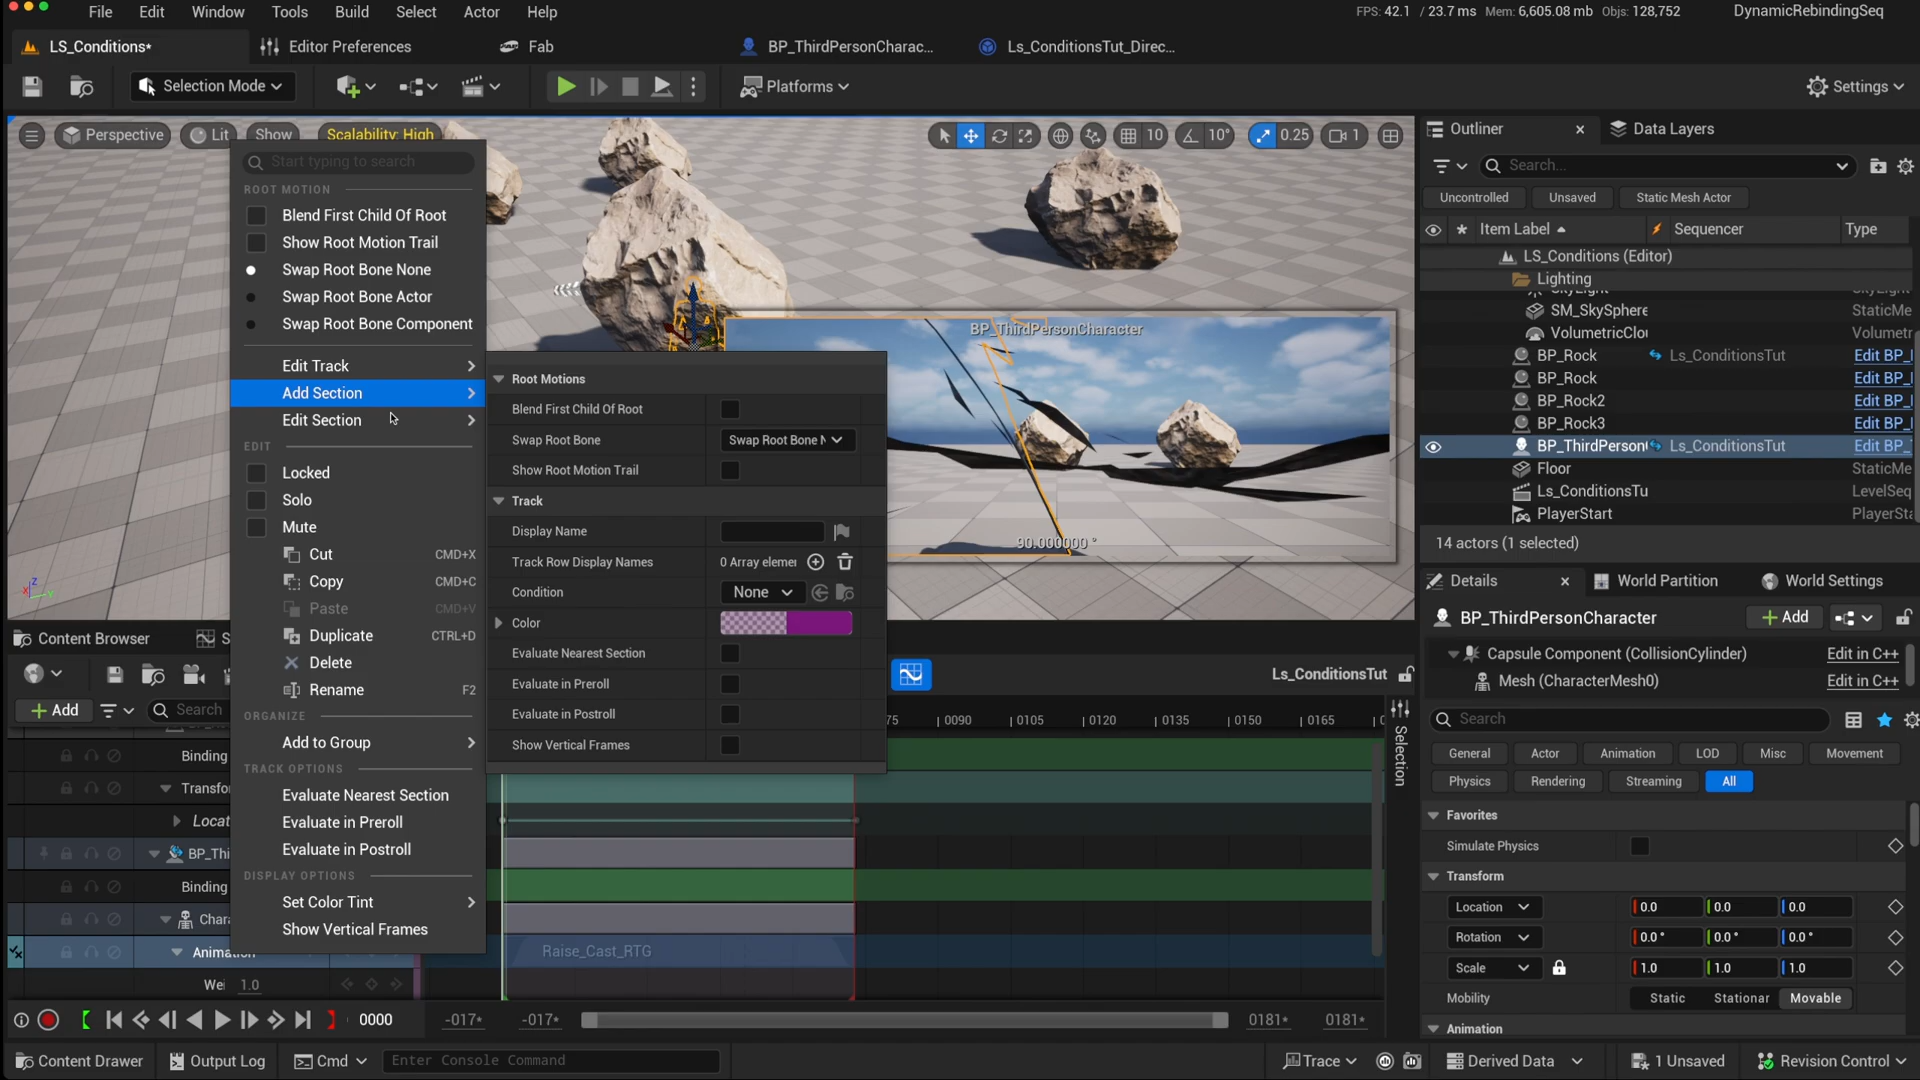 File Edit Window Tools Build Select Actor Help
FPS: 42.1 / 23.7 ms Mem: 6,605.08 mb Objs: 128,752
DynamicRebindingSeq
LS_Conditions*
Editor Preferences
Fab
BP_ThirdPersonCharac...
Ls_ConditionsTut_Direc...
Selection Mode
Platforms
Settings
Perspective
Lit
Show
Scalability: High
10
10°
0.25
1
Start typing to search
ROOT MOTION
Blend First Child Of Root
Show Root Motion Trail
Swap Root Bone None
Swap Root Bone Actor
Swap Root Bone Component
Edit Track
Add Section
Edit Section
EDIT
Locked
Solo
Mute
Cut CMD+X
Copy CMD+C
Paste CMD+V
Duplicate CTRL+D
Delete
Rename F2
ORGANIZE
Add to Group
TRACK OPTIONS
Evaluate Nearest Section
Evaluate in Preroll
Evaluate in Postroll
DISPLAY OPTIONS
Set Color Tint
Show Vertical Frames
Root Motions
Blend First Child Of Root
Swap Root Bone Swap Root Bone N
Show Root Motion Trail
Track
Display Name
Track Row Display Names 0 Array elemer
Condition None
Color
Evaluate Nearest Section
Evaluate in Preroll
Evaluate in Postroll
Show Vertical Frames
BP_ThirdPersonCharacter
90.000000 °
Outliner
Data Layers
Search...
Uncontrolled
Unsaved
Static Mesh Actor
Item Label
Sequencer
Type
LS_Conditions (Editor)
Lighting
SkyLight
SM_SkySphere StaticMe
VolumetricClou Volumetr
BP_Rock Ls_ConditionsTut Edit BP_
BP_Rock Edit BP_
BP_Rock2 Edit BP_
BP_Rock3 Edit BP_
BP_ThirdPerson Ls_ConditionsTut Edit BP_
Floor StaticMe
Ls_ConditionsTu LevelSeq
PlayerStart PlayerSt
14 actors (1 selected)
Details
World Partition
World Settings
BP_ThirdPersonCharacter
Add
Capsule Component (CollisionCylinder) Edit in C++
Mesh (CharacterMesh0) Edit in C++
Search
General Actor Animation LOD Misc Movement
Physics Rendering Streaming All
Favorites
Simulate Physics
Transform
Location 0.0 0.0 0.0
Rotation 0.0 ° 0.0 ° 0.0 °
Scale 1.0 1.0 1.0
Mobility Static Stationar Movable
Animation
Content Browser
S
Ls_ConditionsTut
Add
Search
75 0090 0105 0120 0135 0150 0165
Selection
Binding
Transfo
Locat
BP_Thi
Binding
Chara
Animation
Raise_Cast_RTG
Wei 1.0
0000
-017* -017* 0181* 0181*
Content Drawer
Output Log
Cmd
Enter Console Command
Trace
Derived Data
1 Unsaved
Revision Control